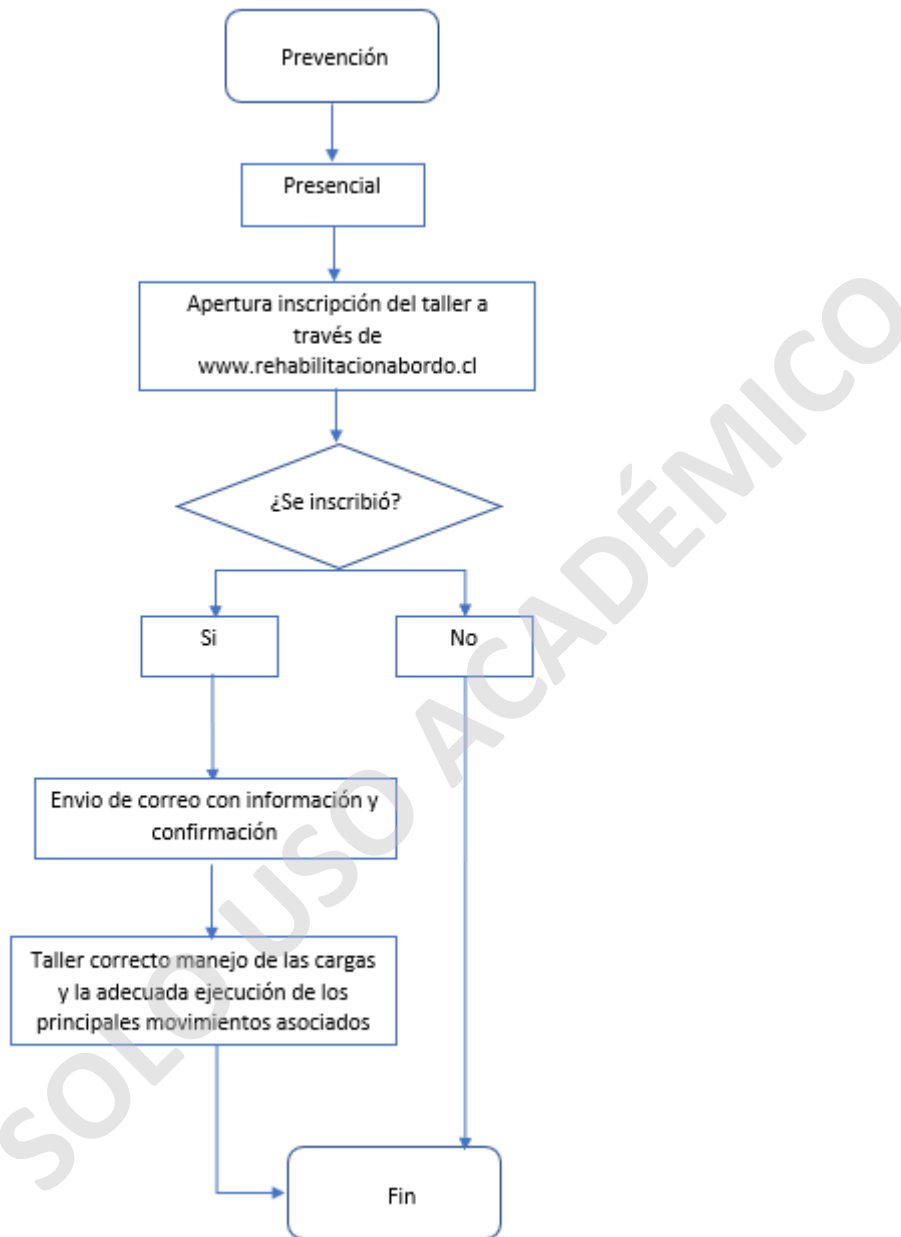 Prevención
Presencial
Apertura inscripción del taller a
través de
www.rehabilitacionabordo.cl
¿Se inscribió?
Si
No
Envio de correo con información y
confirmación
Taller correcto manejo de las cargas
y la adecuada ejecución de los
principales movimientos asociados
Fin
SOLO USO ACADÉMICO